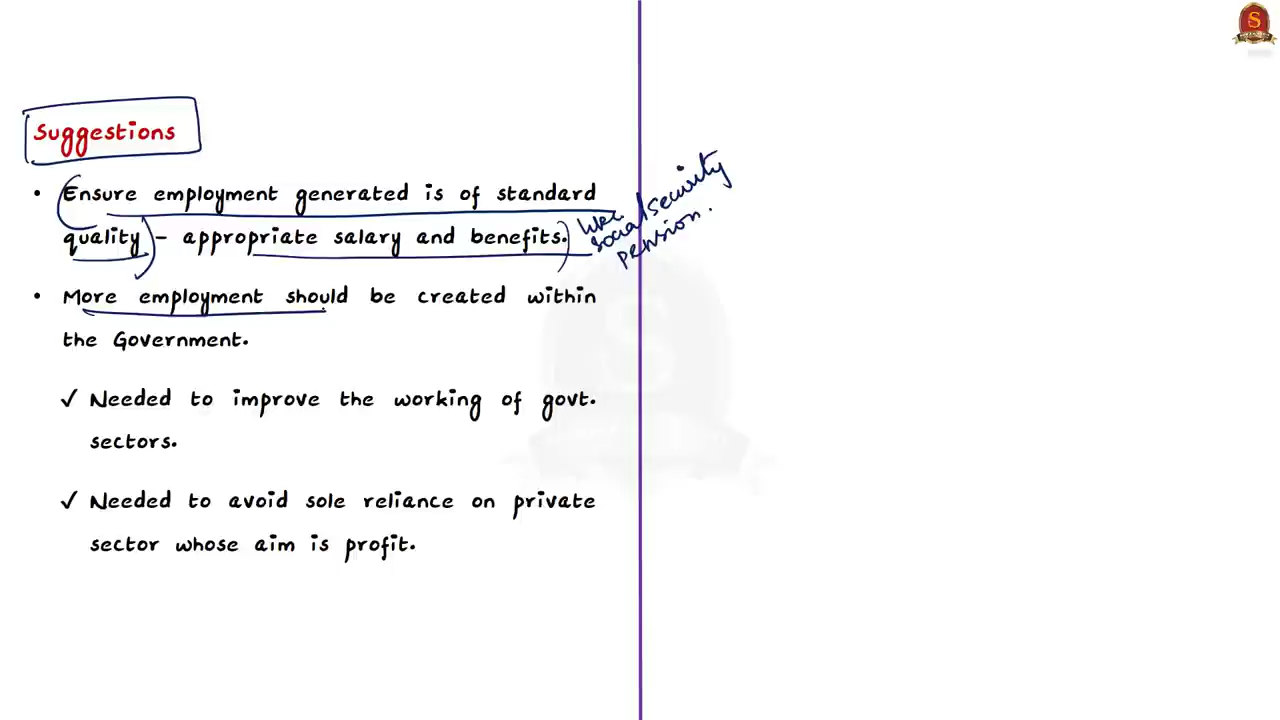 Suggestions
• Ensure employment generated is of standard
quality – appropriate salary and benefits.
like
social security
pension.
• More employment should be created within
the Government.
✓ Needed to improve the working of govt.
sectors.
✓ Needed to avoid sole reliance on private
sector whose aim is profit.
S
S